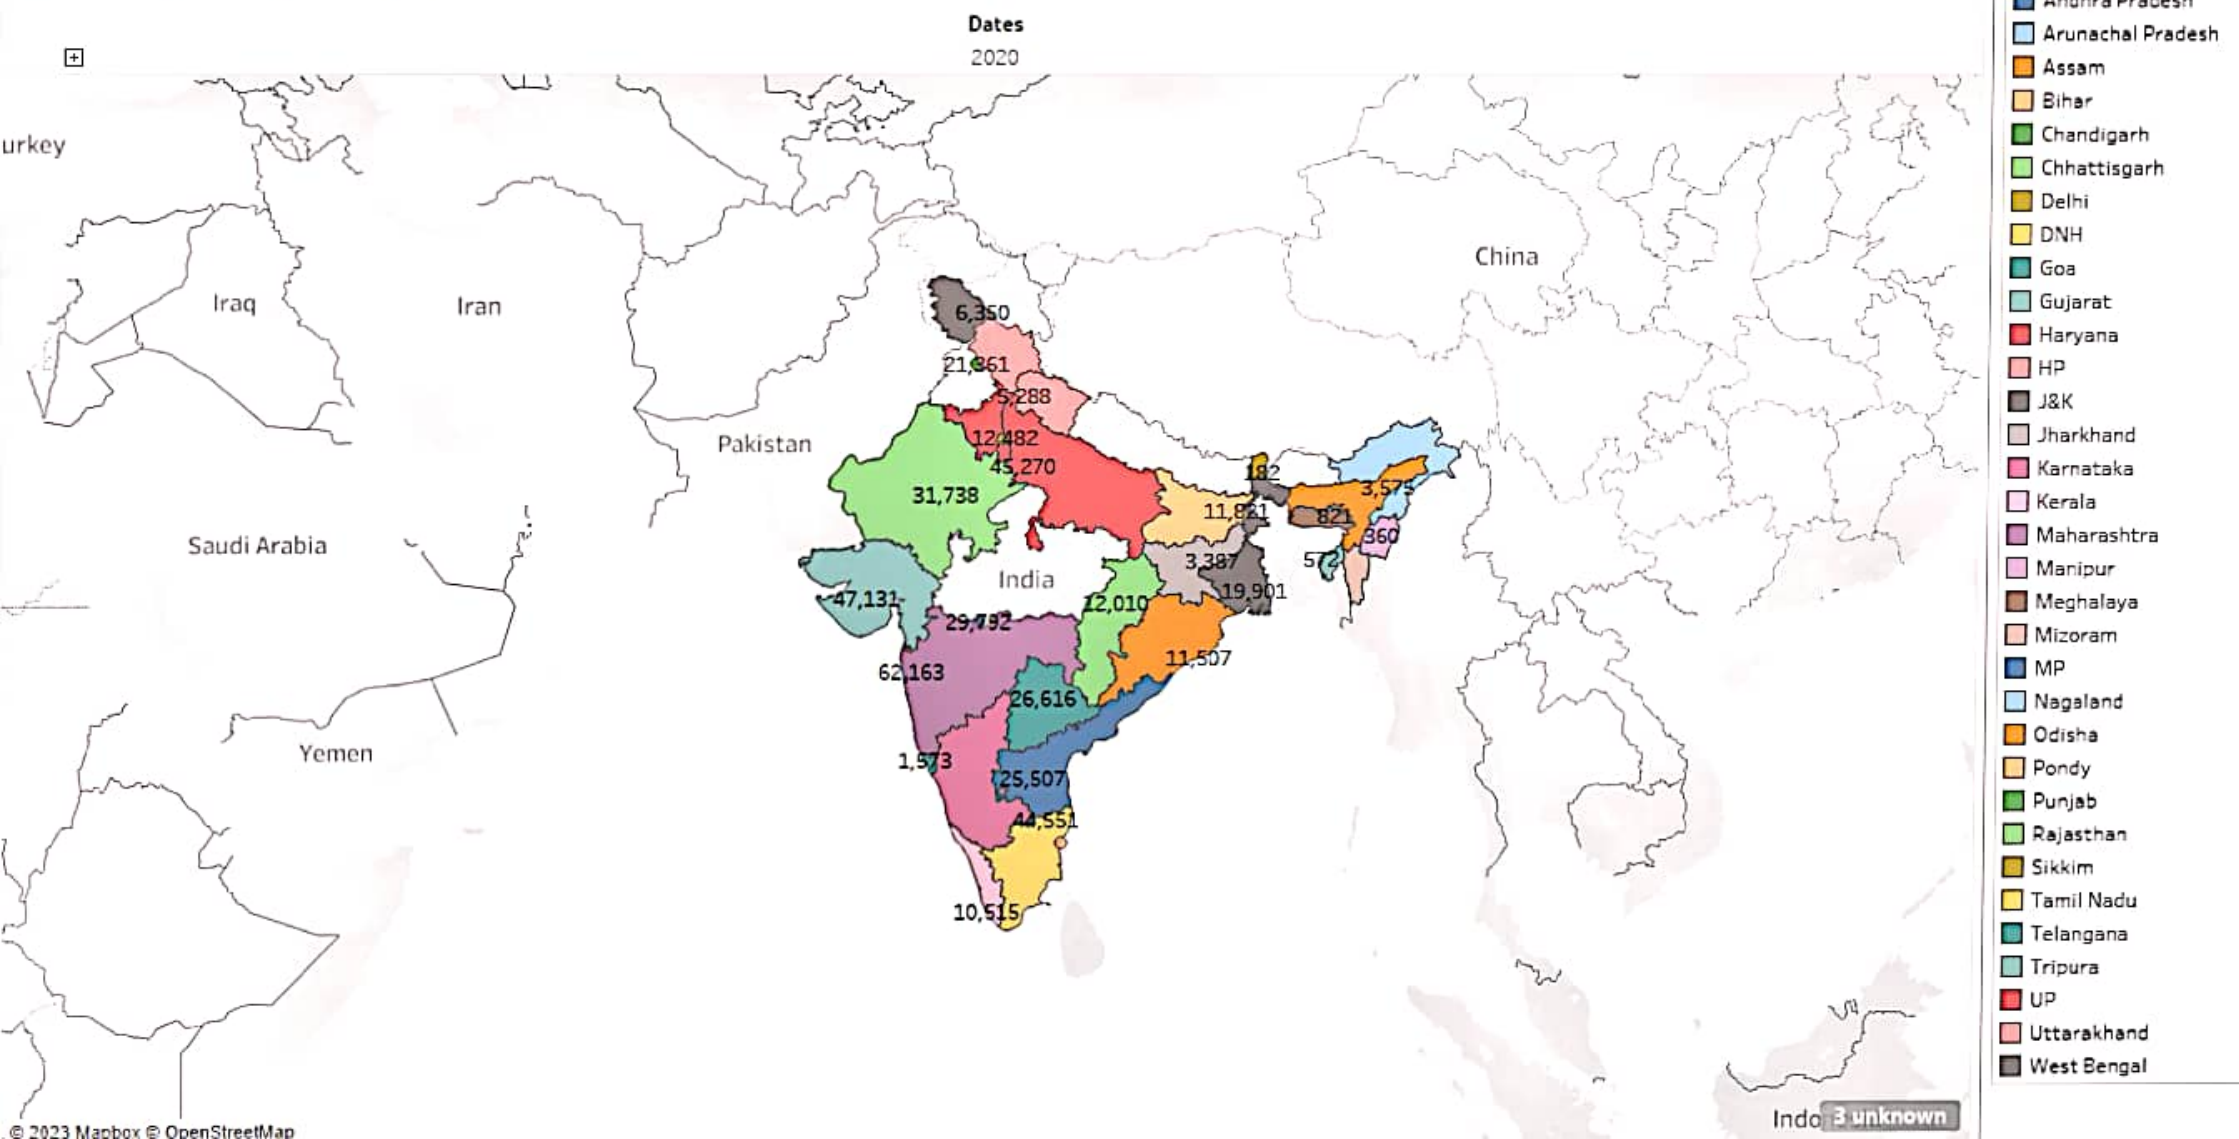 Dates
2020
urkey
Iraq
Iran
Pakistan
China
Saudi Arabia
Yemen
India
6,350
21,361
5,288
12,482
45,270
31,738
182
3,575
11,821
821
360
3,387
572
19,901
47,131
12,010
29,792
11,507
62,163
26,616
1,573
25,507
44,551
10,515
Andhra Pradesh
Arunachal Pradesh
Assam
Bihar
Chandigarh
Chhattisgarh
Delhi
DNH
Goa
Gujarat
Haryana
HP
J&K
Jharkhand
Karnataka
Kerala
Maharashtra
Manipur
Meghalaya
Mizoram
MP
Nagaland
Odisha
Pondy
Punjab
Rajasthan
Sikkim
Tamil Nadu
Telangana
Tripura
UP
Uttarakhand
West Bengal
Indo
3 unknown
© 2023 Mapbox © OpenStreetMap